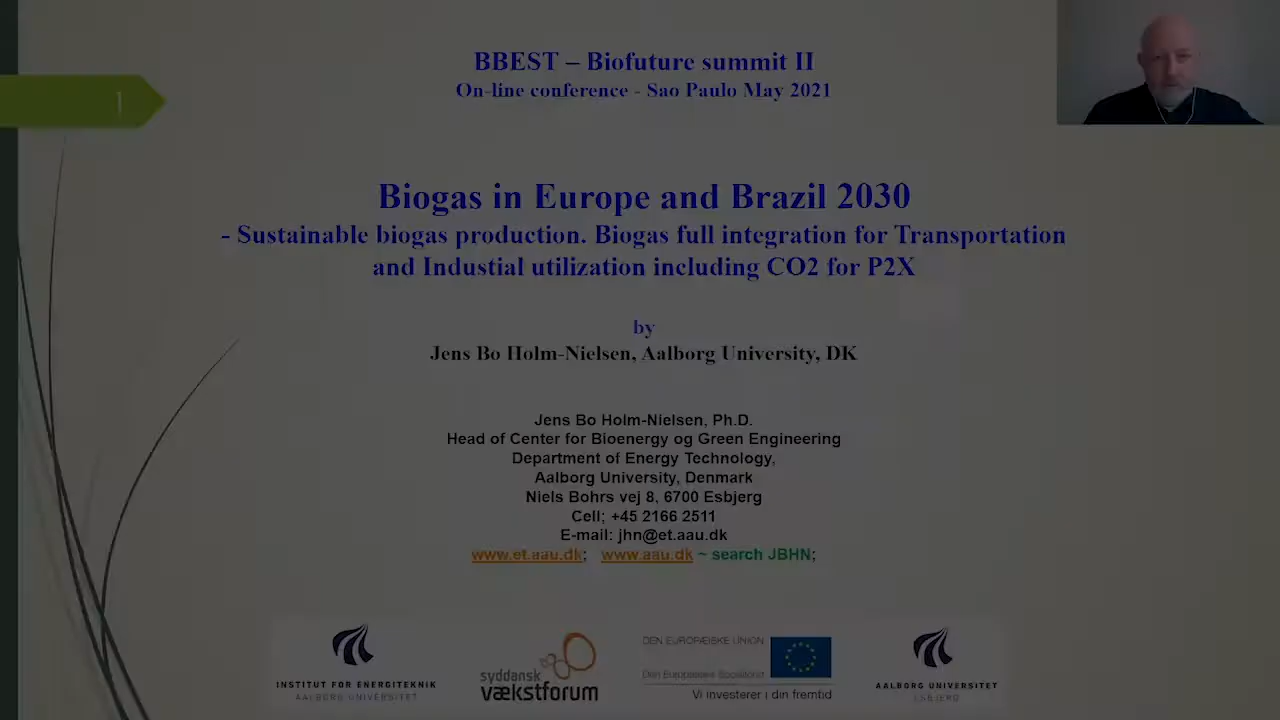 BBEST – Biofuture summit II
On-line conference - Sao Paulo May 2021
1
Biogas in Europe and Brazil 2030
- Sustainable biogas production. Biogas full integration for Transportation
and Industial utilization including CO2 for P2X
by
Jens Bo Holm-Nielsen, Aalborg University, DK
Jens Bo Holm-Nielsen, Ph.D.
Head of Center for Bioenergy og Green Engineering
Department of Energy Technology,
Aalborg University, Denmark
Niels Bohrs vej 8, 6700 Esbjerg
Cell; +45 2166 2511
E-mail: jhn@et.aau.dk
www.et.aau.dk; www.aau.dk ~ search JBHN;
INSTITUT FOR ENERGITEKNIK
AALBORG UNIVERSITET
syddansk
vækstforum
DEN EUROPÆISKE UNION
Den Europæiske Socialfond
Vi investerer i din fremtid
AALBORG UNIVERSITET
ESBJERG